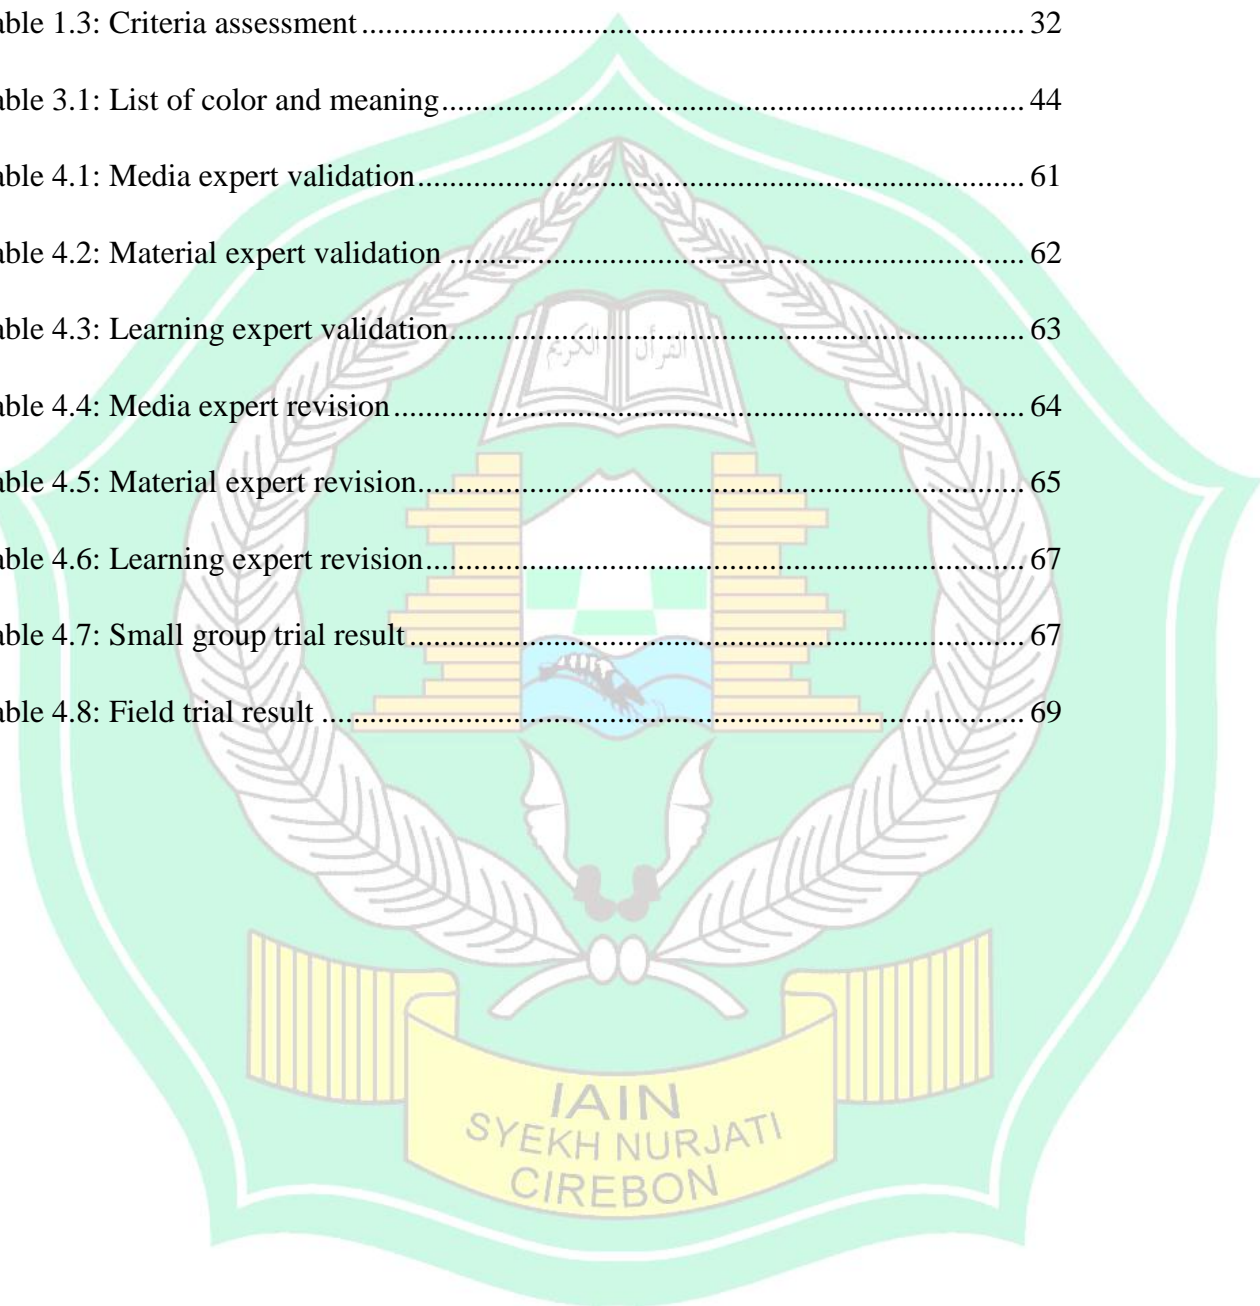 able 1.3: Criteria assessment ................................................................................ 32
able 3.1: List of color and meaning ...................................................................... 44
able 4.1: Media expert validation ......................................................................... 61
able 4.2: Material expert validation ...................................................................... 62
able 4.3: Learning expert validation ..................................................................... 63
القرأن الكريم
able 4.4: Media expert revision ............................................................................ 64
able 4.5: Material expert revision ......................................................................... 65
able 4.6: Learning expert revision ........................................................................ 67
able 4.7: Small group trial result .......................................................................... 67
able 4.8: Field trial result ..................................................................................... 69
IAIN
SYEKH NURJATI
CIREBON